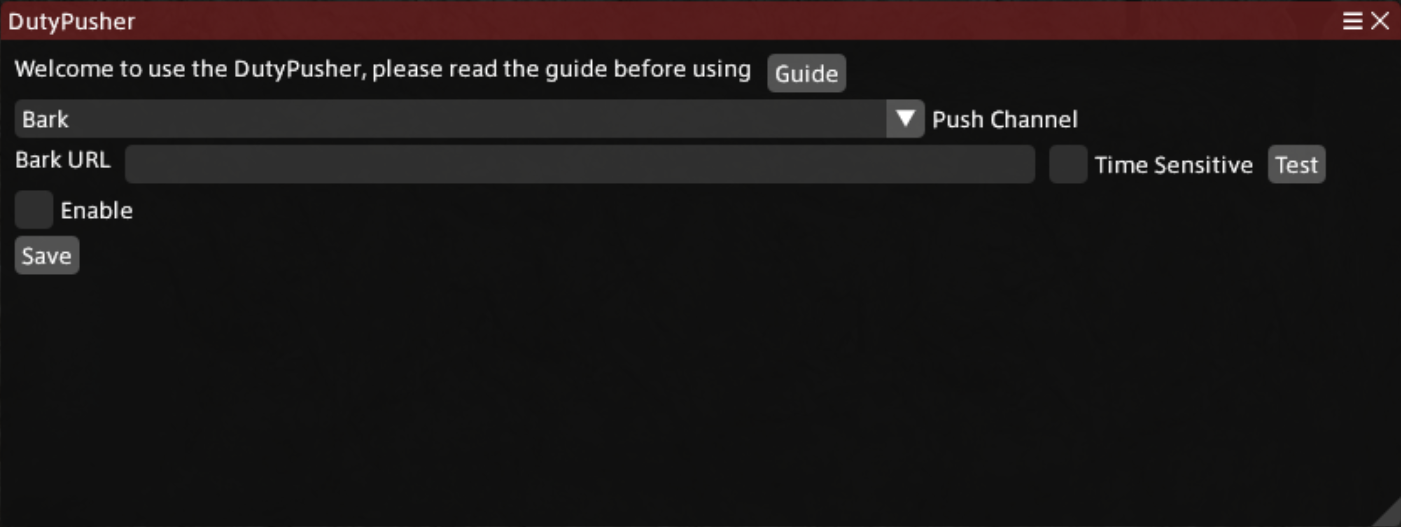 DutyPusher
Welcome to use the DutyPusher, please read the guide before using Guide
Bark Push Channel
Bark URL Time Sensitive Test
Enable
Save